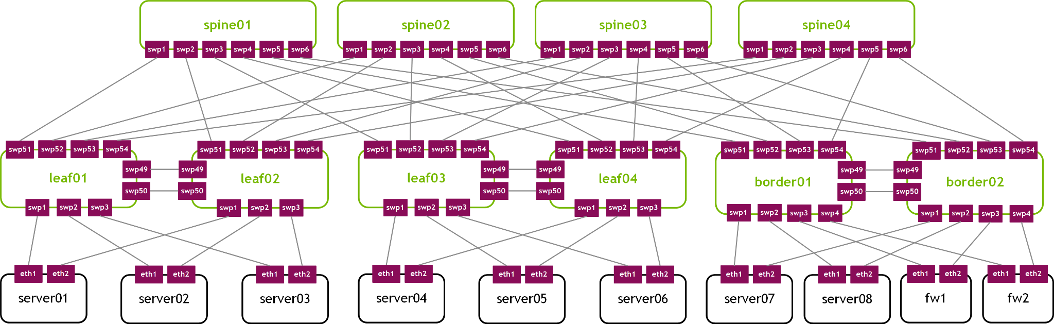 spine01 spine02 spine03 spine04
swp1 swp2 swp3 swp4 swp5 swp6 swp1 swp2 swp3 swp4 swp5 swp6 swp1 swp2 swp3 swp4 swp5 swp6 swp1 swp2 swp3 swp4 swp5 swp6
swp51 swp52 swp53 swp54 swp51 swp52 swp53 swp54 swp51 swp52 swp53 swp54 swp51 swp52 swp53 swp54 swp51 swp52 swp53 swp54 swp51 swp52 swp53 swp54
swp49 swp49 swp49 swp49 swp49 swp49
leaf01 leaf02 leaf03 leaf04 border01 border02
swp50 swp50 swp50 swp50 swp50 swp50
swp1 swp2 swp3 swp1 swp2 swp3 swp1 swp2 swp3 swp1 swp2 swp3 swp1 swp2 swp3 swp4 swp1 swp2 swp3 swp4
eth1 eth2 eth1 eth2 eth1 eth2 eth1 eth2 eth1 eth2 eth1 eth2 eth1 eth2 eth1 eth2 eth1 eth2 eth1 eth2
server01 server02 server03 server04 server05 server06 server07 server08 fw1 fw2